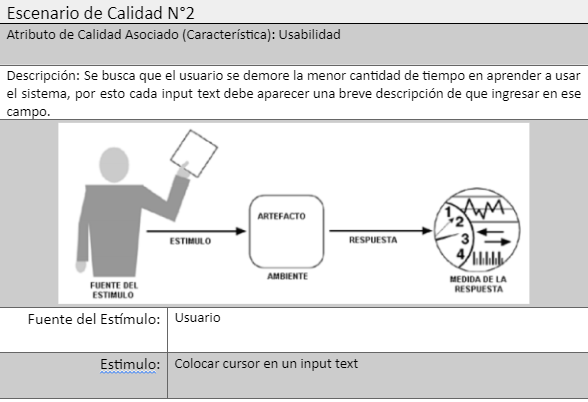 Escenario de Calidad N°2
Atributo de Calidad Asociado (Característica): Usabilidad
Descripción: Se busca que el usuario se demore la menor cantidad de tiempo en aprender a usar
el sistema, por esto cada input text debe aparecer una breve descripción de que ingresar en ese
campo.
ARTEFACTO
ESTIMULO
RESPUESTA
1
2
3
4
AMBIENTE
FUENTE DEL
ESTIMULO
MEDIDA DE LA
RESPUESTA
Fuente del Estímulo: Usuario
Estimulo: Colocar cursor en un input text